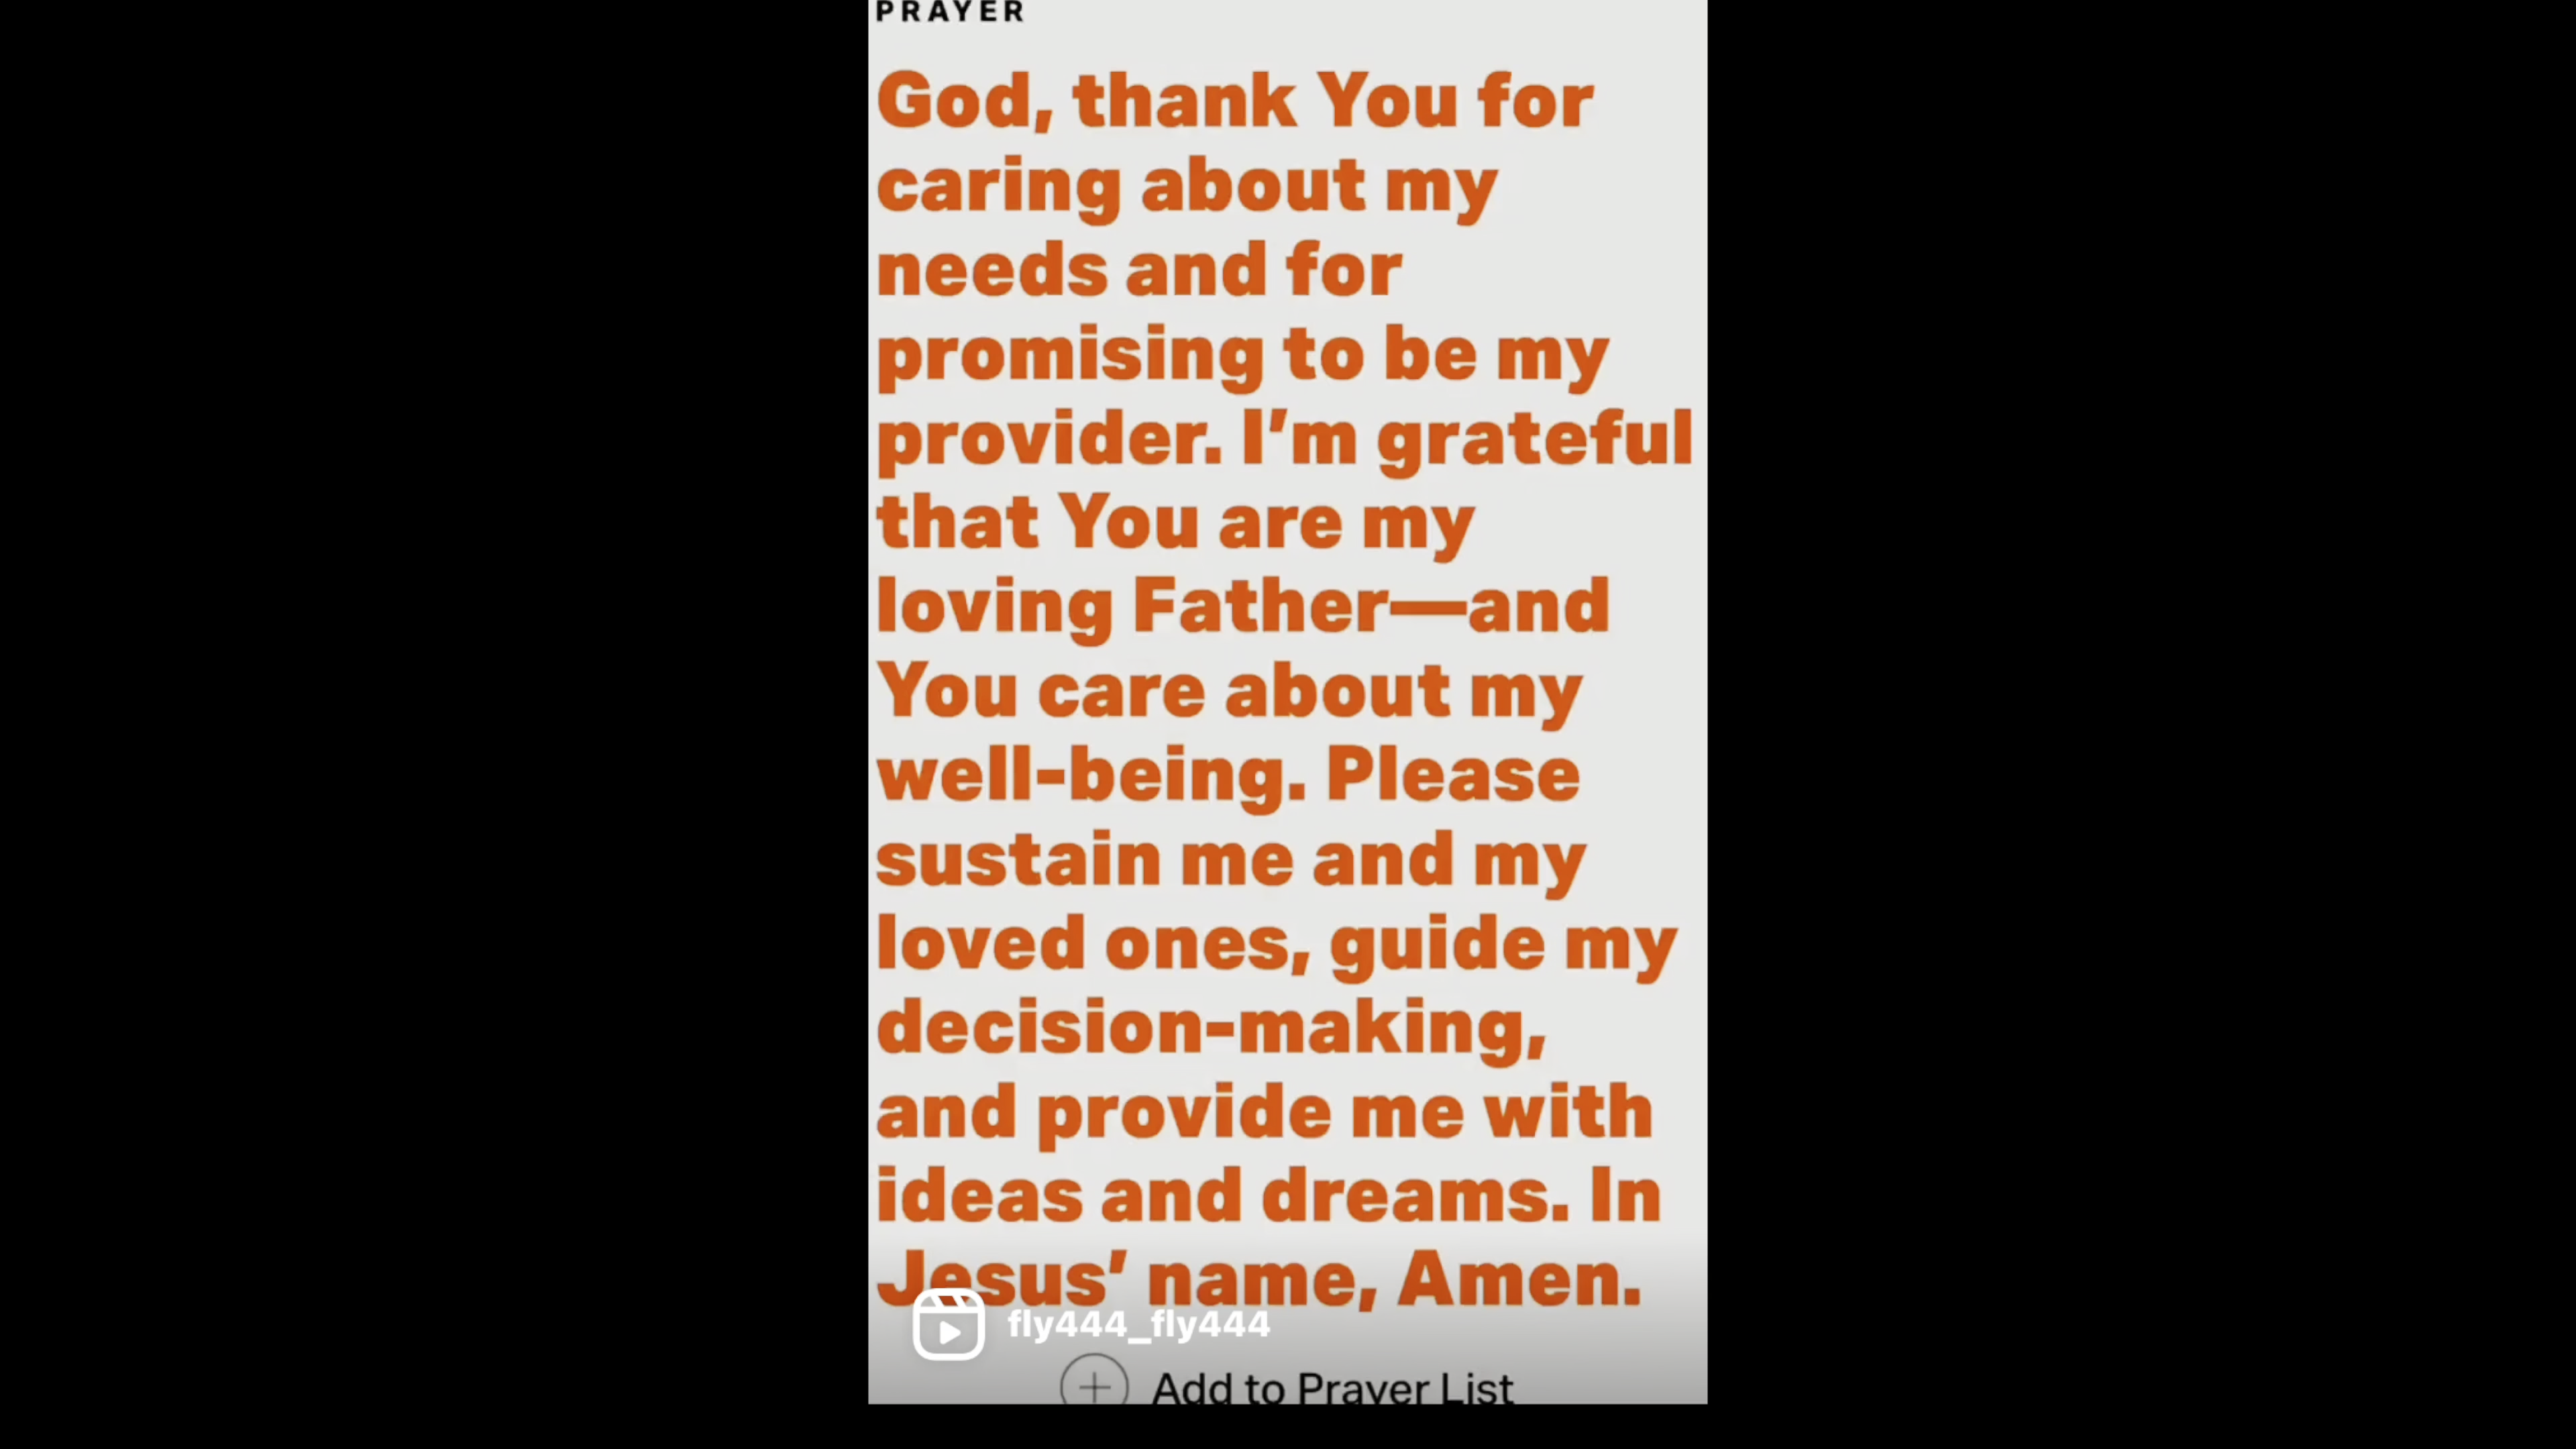 PRAYER
God, thank You for
caring about my
needs and for
promising to be my
provider. I’m grateful
that You are my
loving Father—and
You care about my
well-being. Please
sustain me and my
loved ones, guide my
decision-making,
and provide me with
ideas and dreams. In
Jesus’ name, Amen.
fly444_fly444
Add to Prayer List